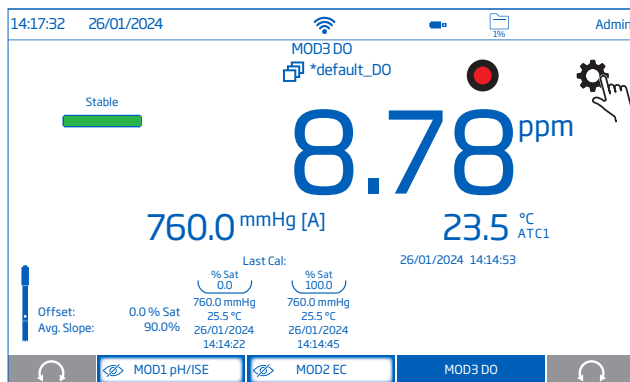 14:17:32 26/01/2024 1% Admin
MOD3 DO
*default_DO
Stable
8.78 ppm
760.0 mmHg [A] 23.5 °C ATC1
Last Cal: 26/01/2024 14:14:53
% Sat % Sat
0.0 100.0
760.0 mmHg 760.0 mmHg
Offset: 0.0 % Sat 25.5 °C 25.5 °C
Avg. Slope: 90.0% 26/01/2024 26/01/2024
14:14:22 14:14:45
MOD1 pH/ISE MOD2 EC MOD3 DO